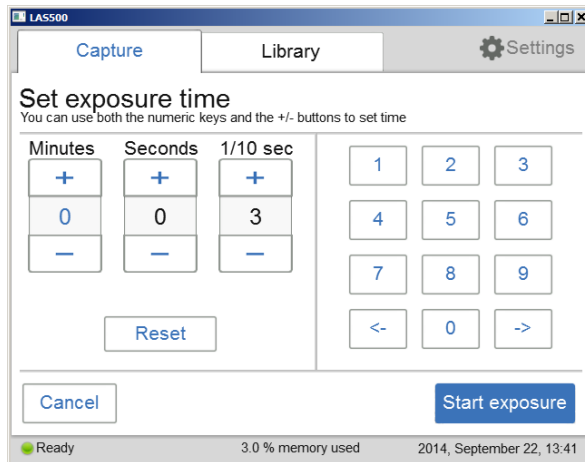 LAS500
Capture
Library
Settings
Set exposure time
You can use both the numeric keys and the +/- buttons to set time
Minutes Seconds 1/10 sec
+ + +
0 0 3
− − −
1 2 3
4 5 6
7 8 9
<- 0 ->
Reset
Cancel
Start exposure
Ready
3.0 % memory used
2014, September 22, 13:41